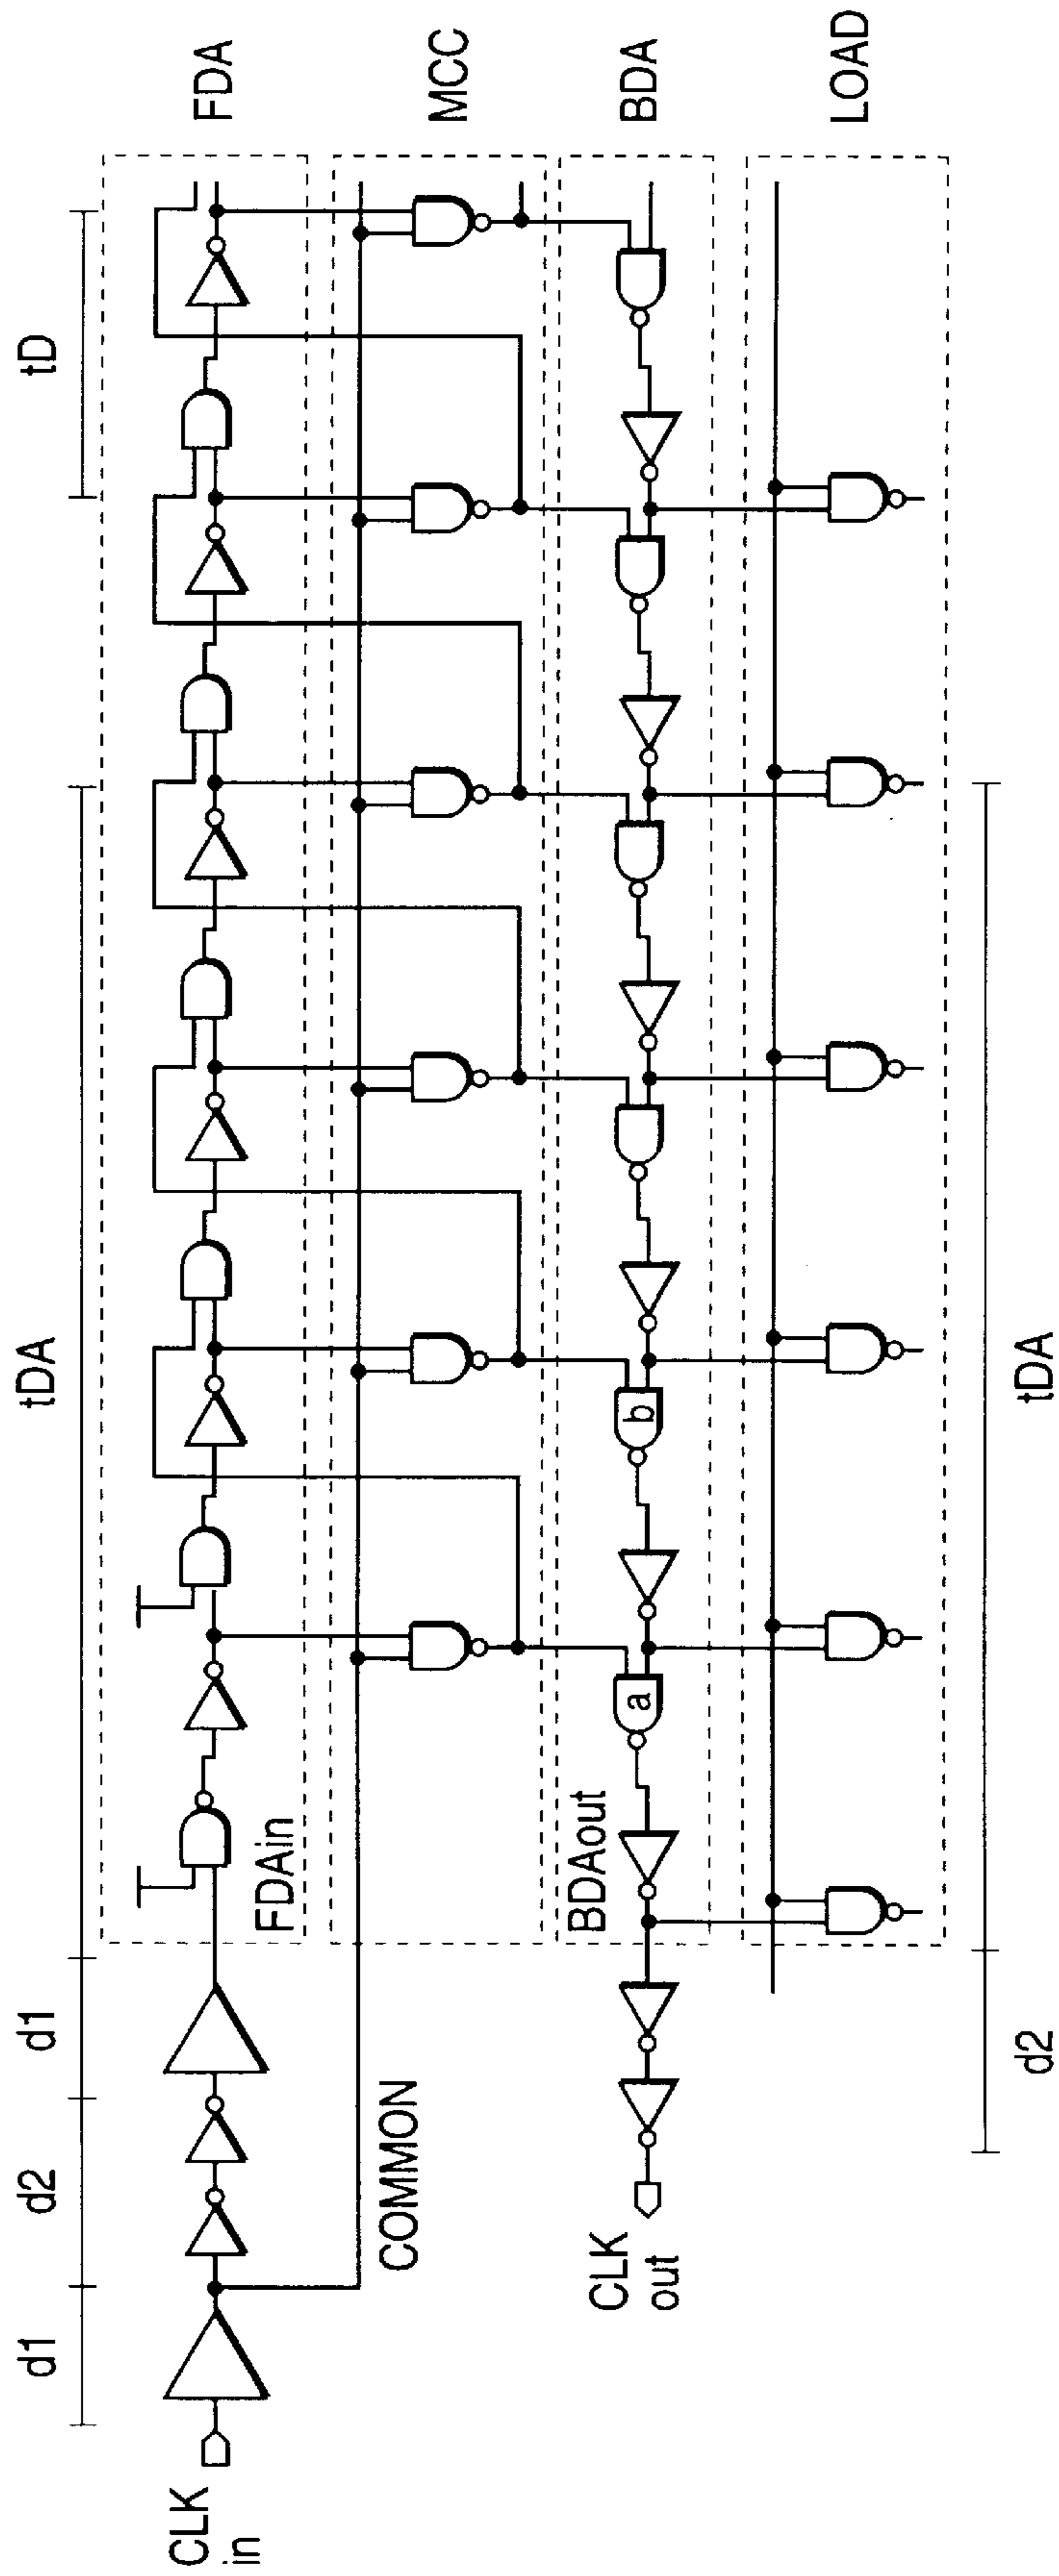 d1
d2
d1
tDA
tD
CLK
in
FDAin
FDA
COMMON
MCC
CLK
out
BDAout
a
b
BDA
LOAD
d2
tDA